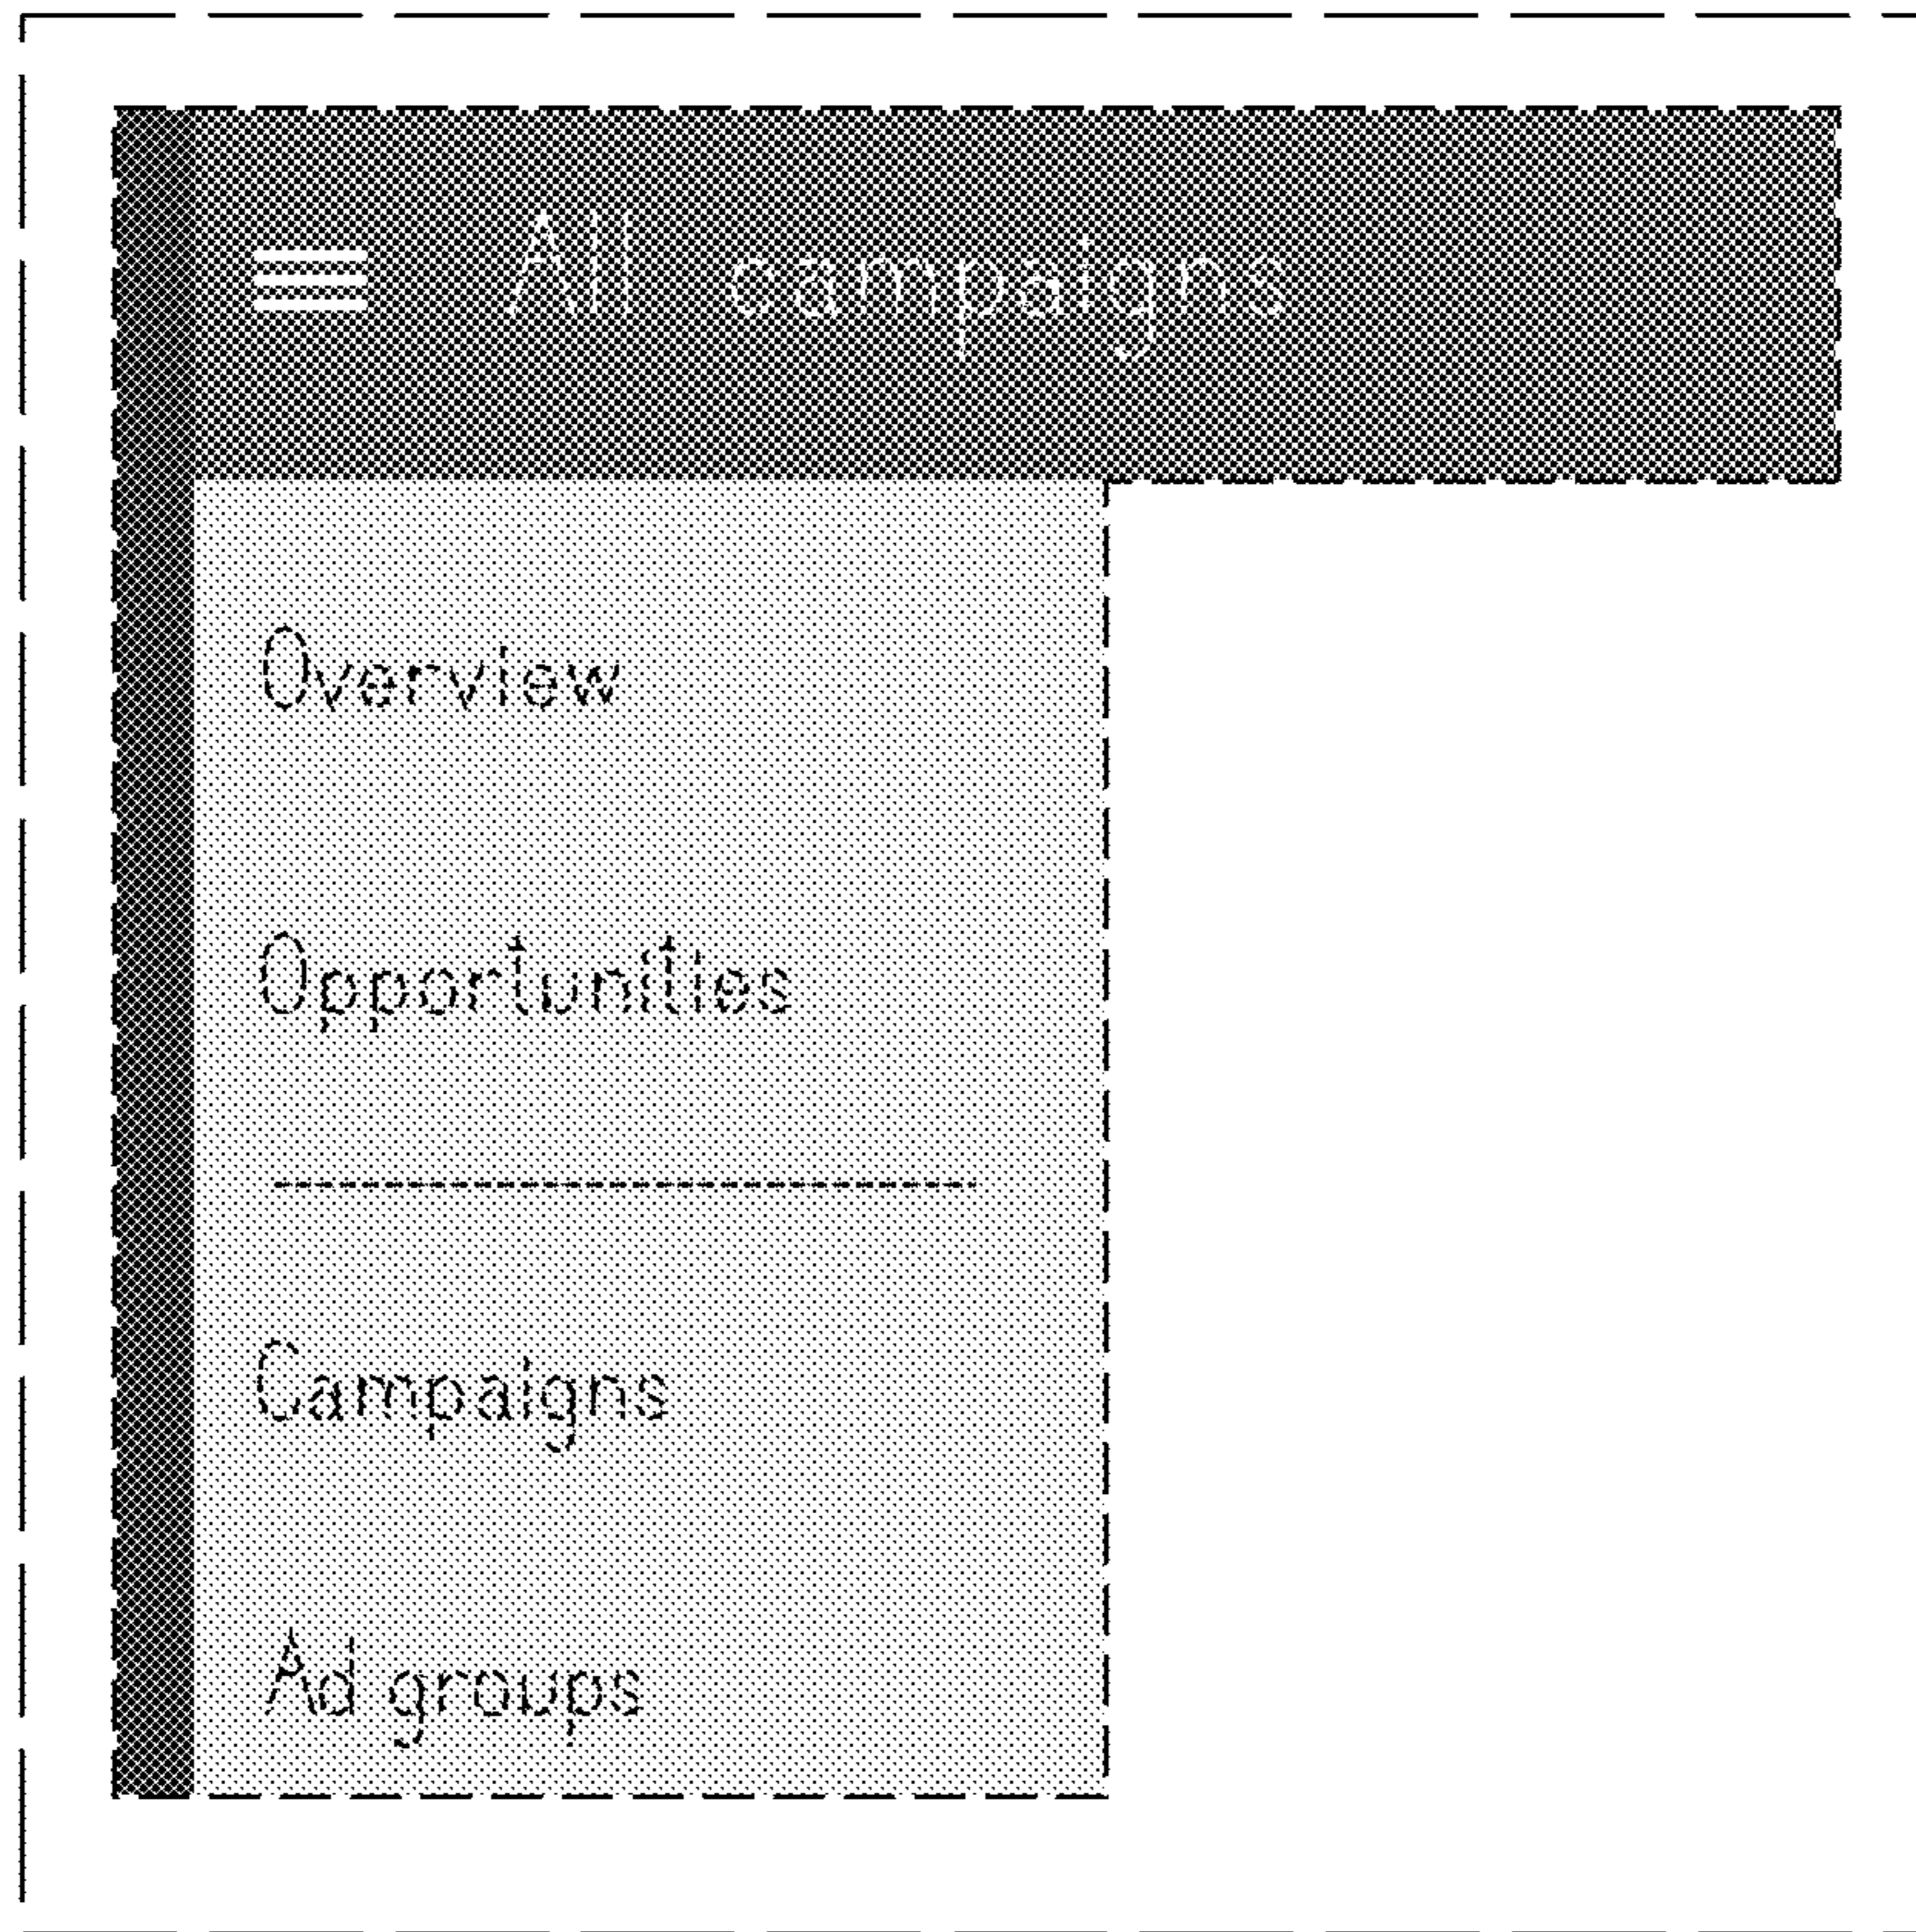 All campaigns
Overview
Opportunities
Campaigns
Ad groups